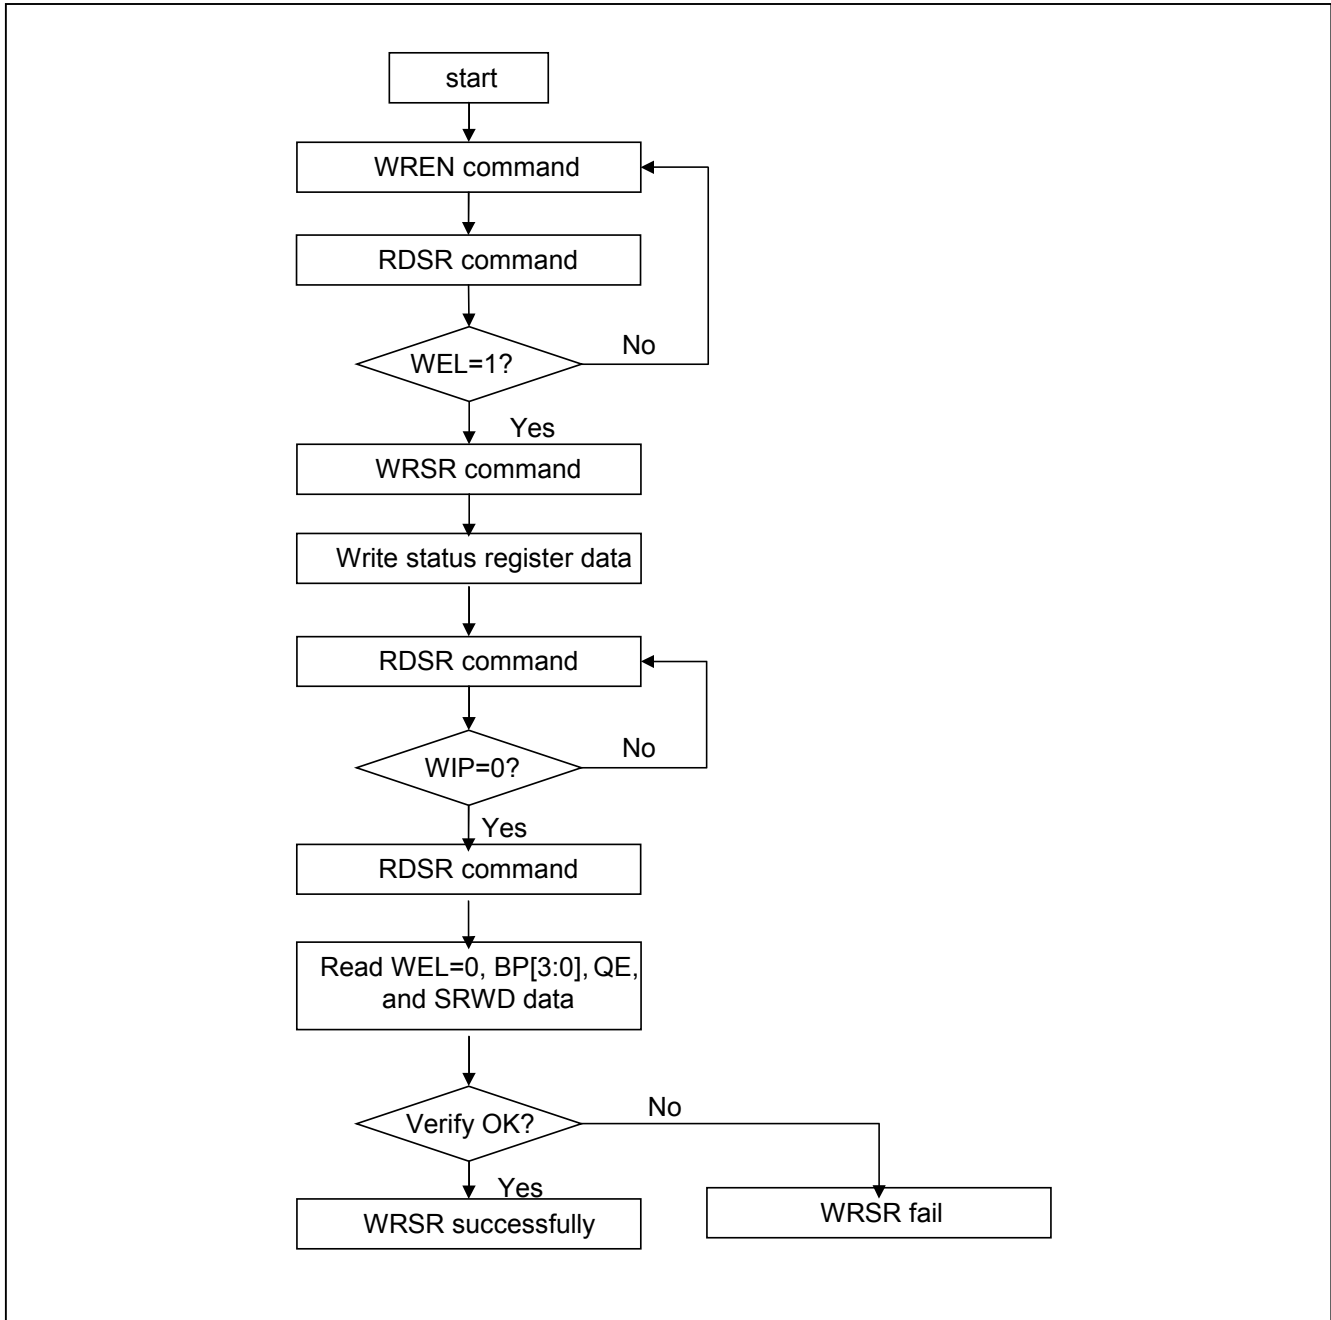 start
WREN command
RDSR command
WEL=1?
No
Yes
WRSR command
Write status register data
RDSR command
WIP=0?
No
Yes
RDSR command
Read WEL=0, BP[3:0], QE,
and SRWD data
Verify OK?
No
Yes
WRSR successfully
WRSR fail